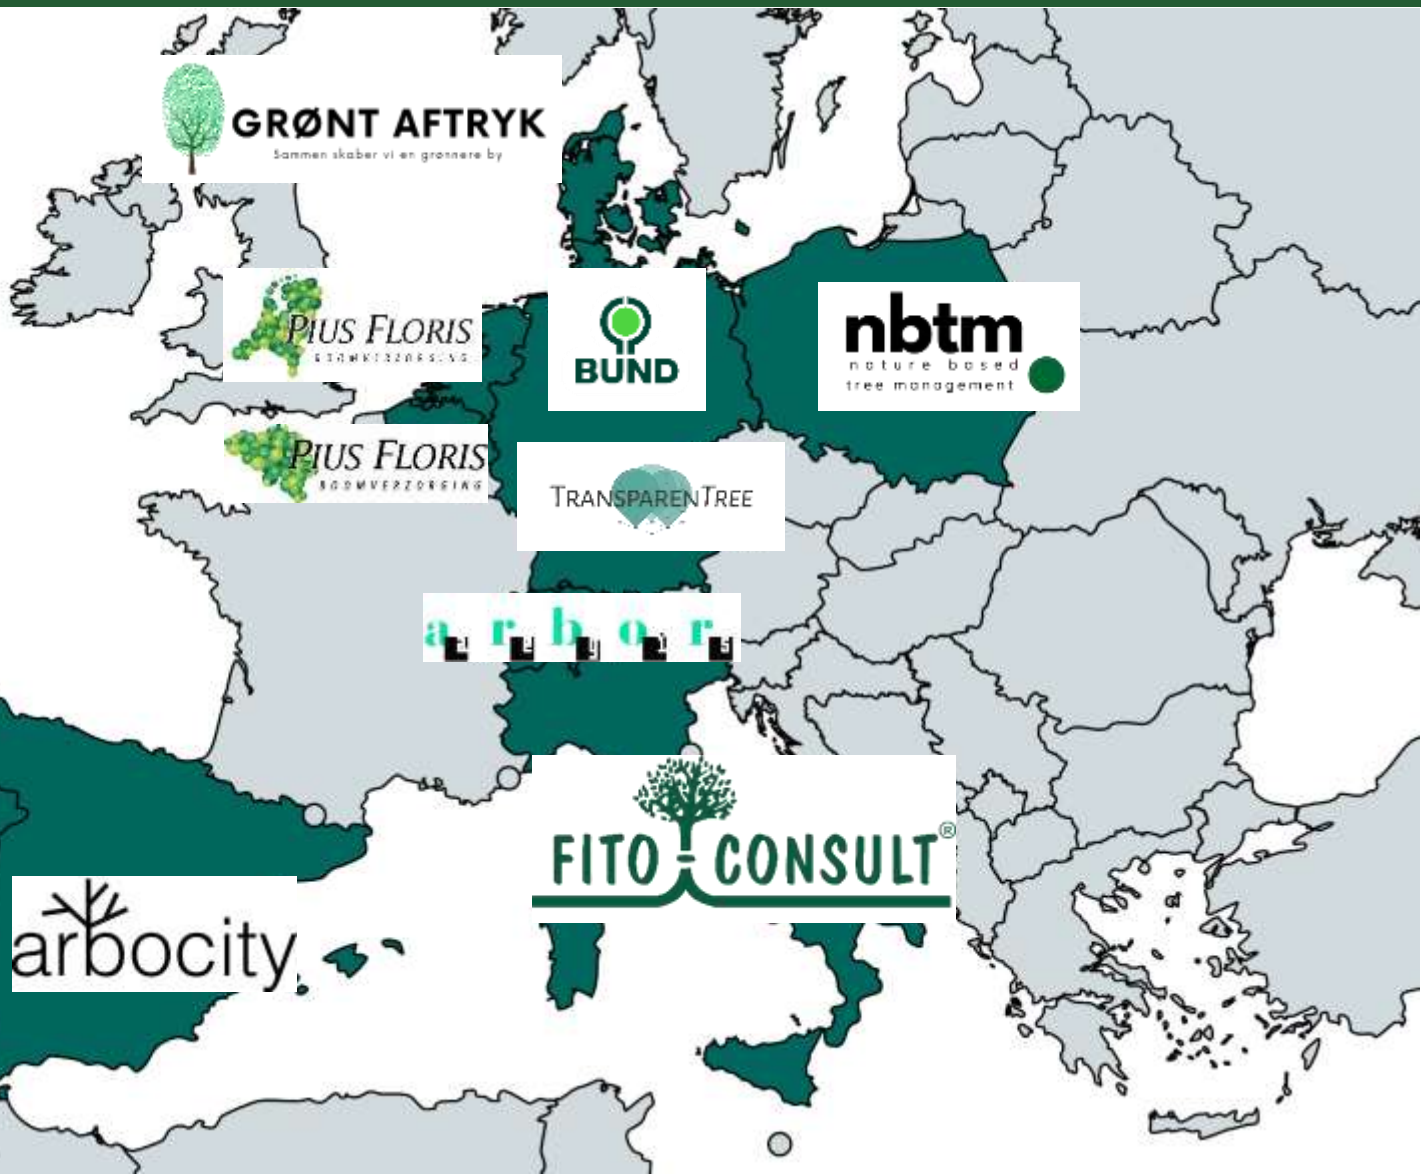 GRØNT AFTRYK
Sammen skaber vi en grønnere by
PIUS FLORIS
BOOMVERZORGING
BUND
nbtm
nature based
tree management
PIUS FLORIS
BOOMVERZORGING
TRANSPARENTREE
a r b o r
FITO-CONSULT®
arbocity